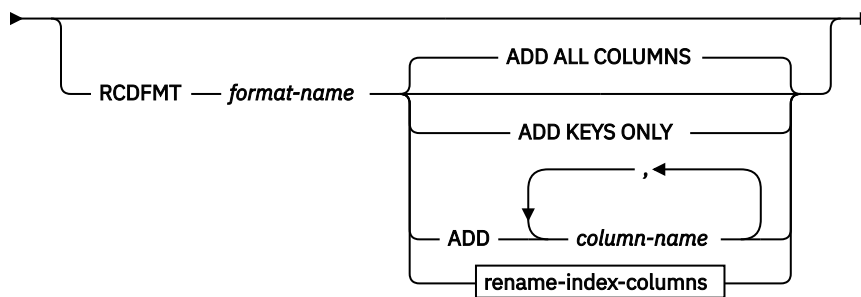 ADD ALL COLUMNS
RCDFMT format-name
ADD KEYS ONLY
,
ADD column-name
rename-index-columns